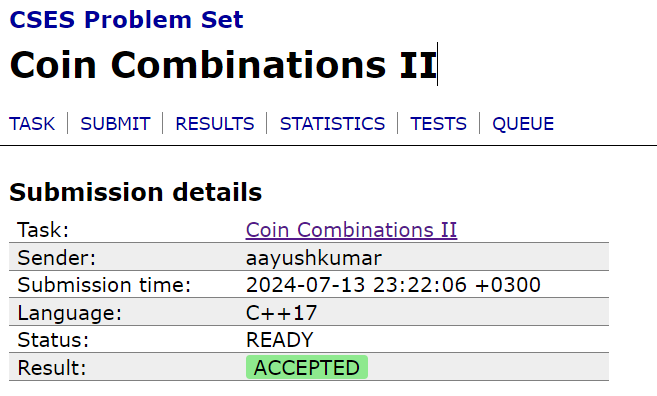 CSES Problem Set
Coin Combinations II
TASK | SUBMIT | RESULTS | STATISTICS | TESTS | QUEUE
Submission details
Task: Coin Combinations II
Sender: aayushkumar
Submission time: 2024-07-13 23:22:06 +0300
Language: C++17
Status: READY
Result: ACCEPTED